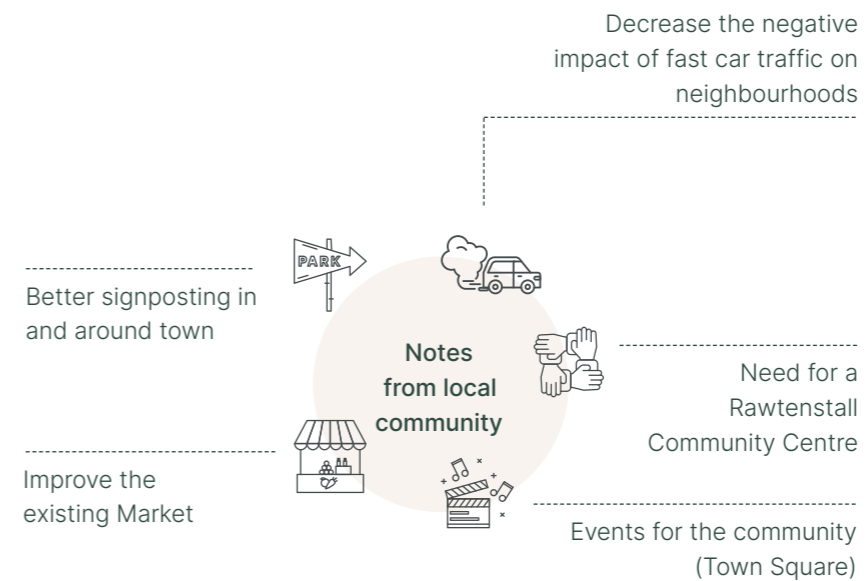 Decrease the negative
impact of fast car traffic on
neighbourhoods
PARK
Better signposting in
and around town
Notes
from local
community
Need for a
Rawtenstall
Community Centre
Improve the
existing Market
Events for the community
(Town Square)